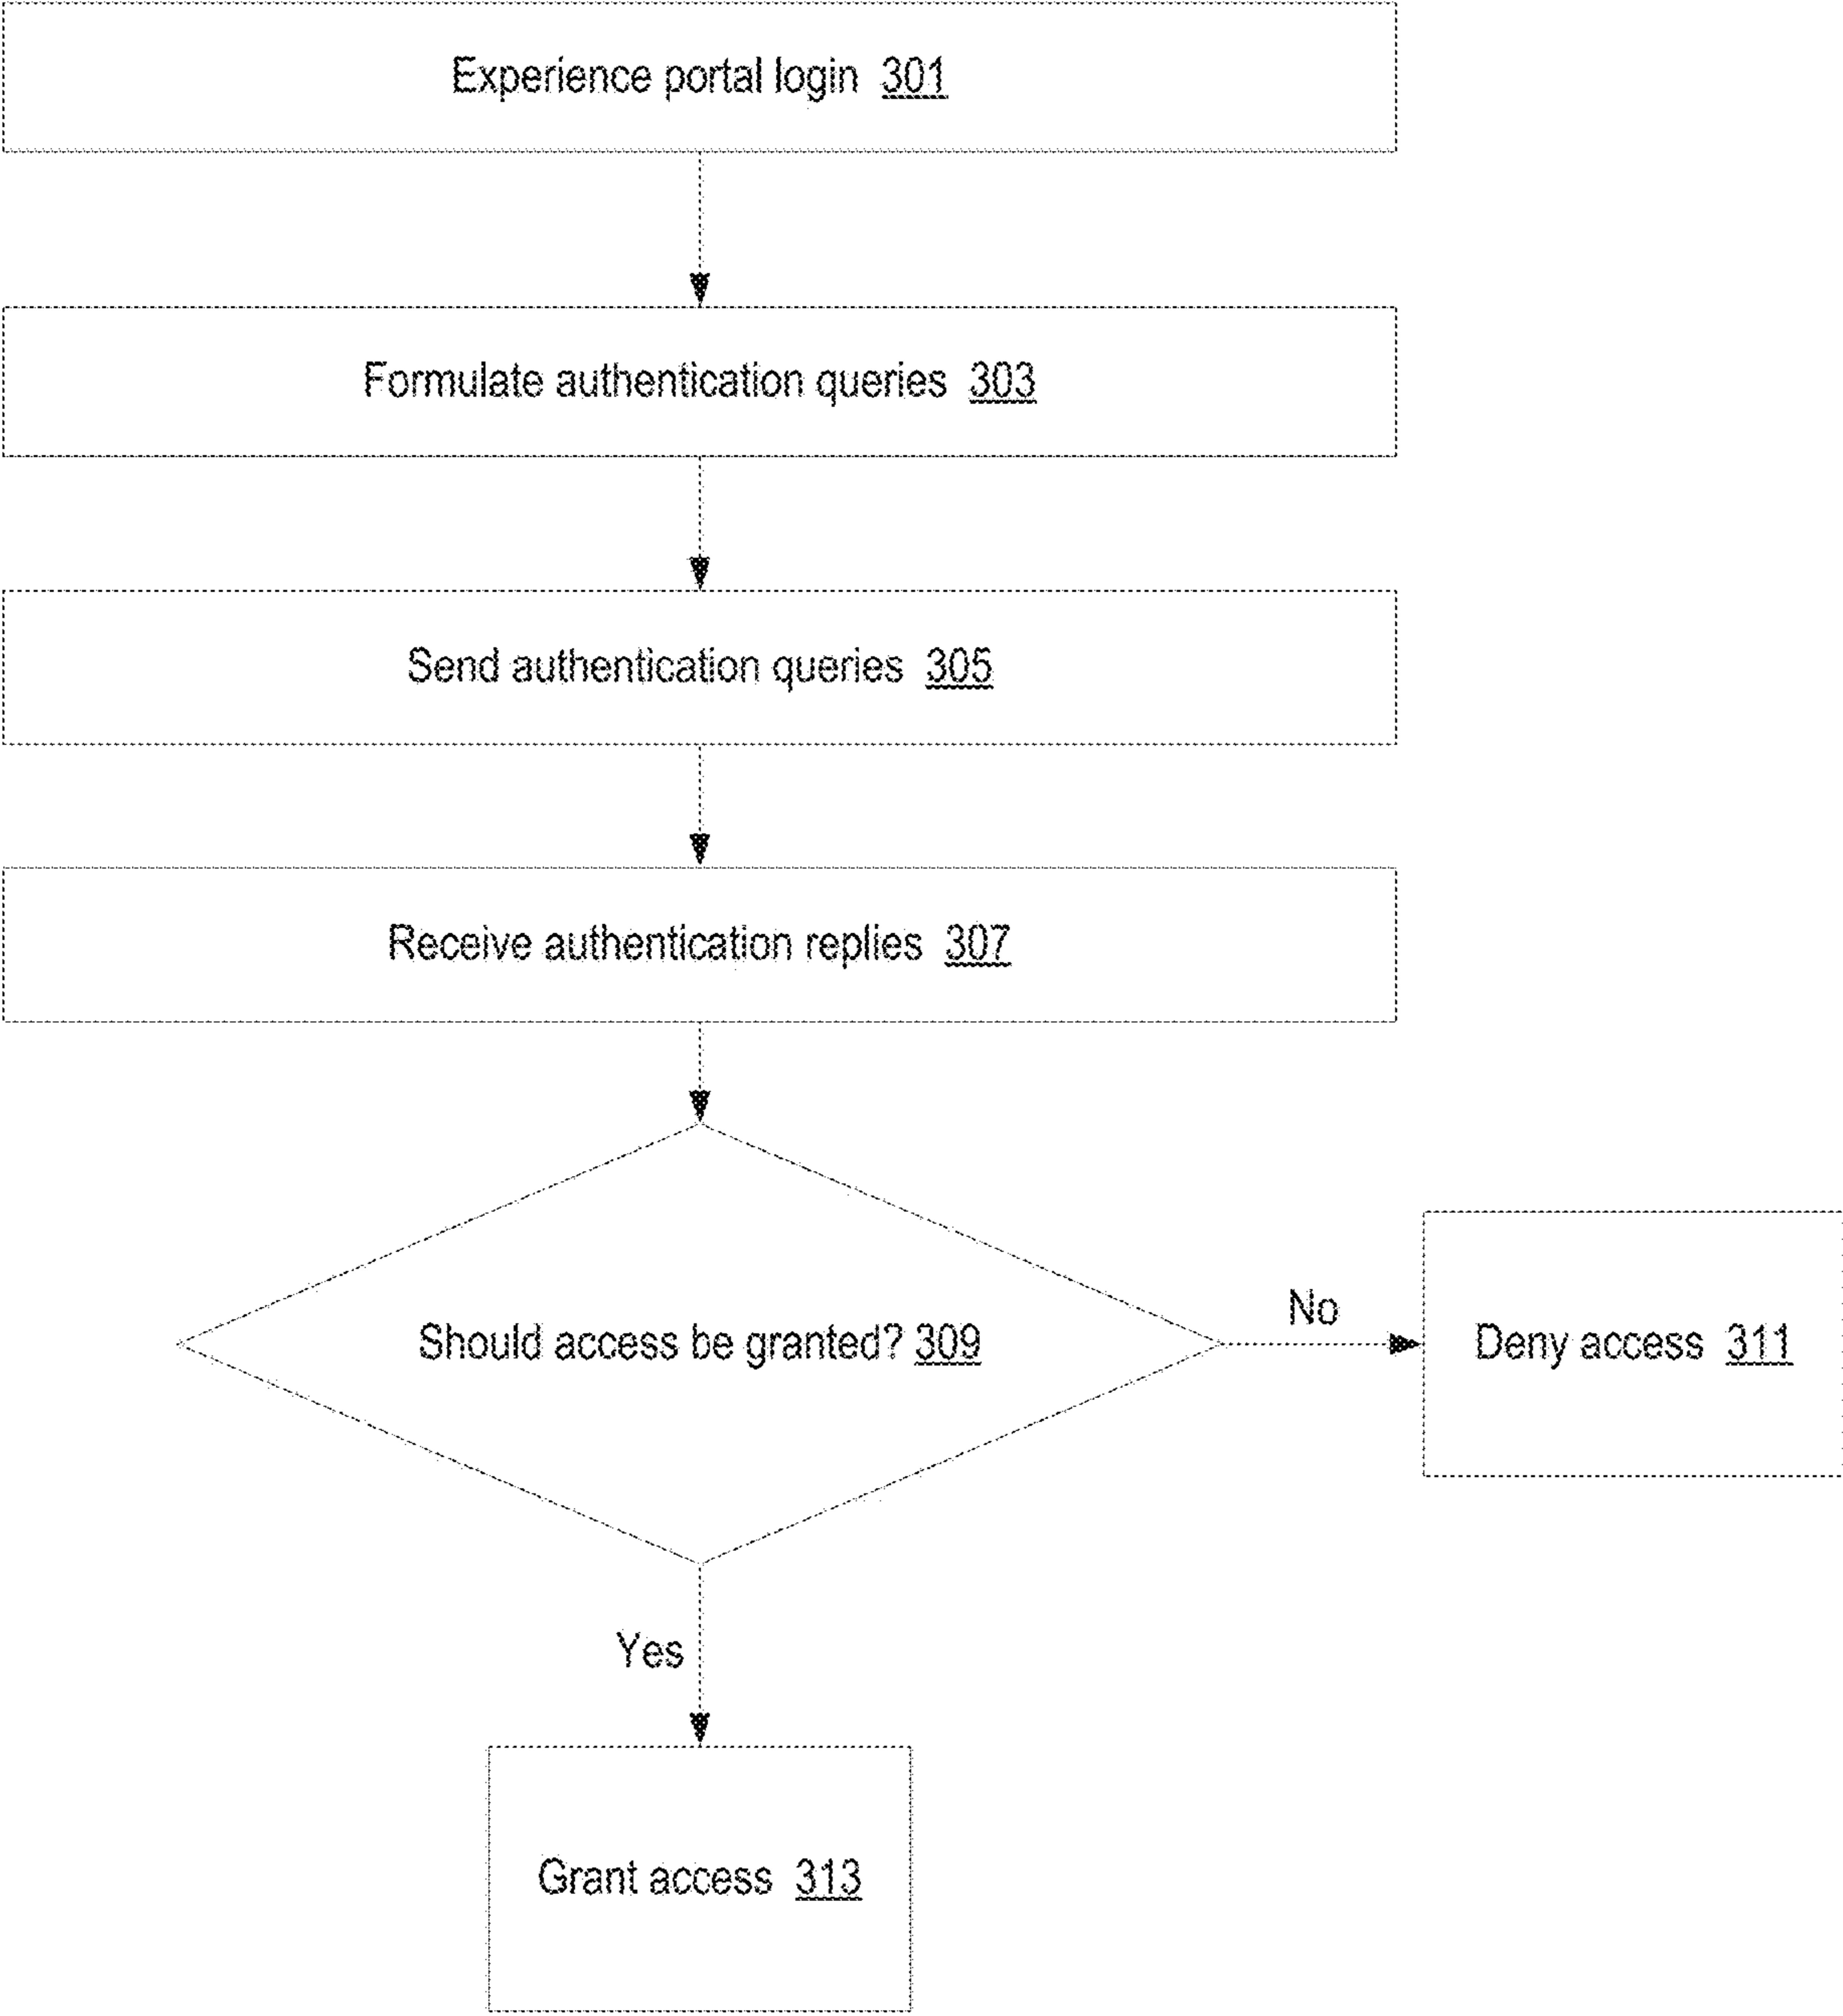 Experience portal login 301
Formulate authentication queries 303
Send authentication queries 305
Receive authentication replies 307
Should access be granted? 309
No
Deny access 311
Yes
Grant access 313